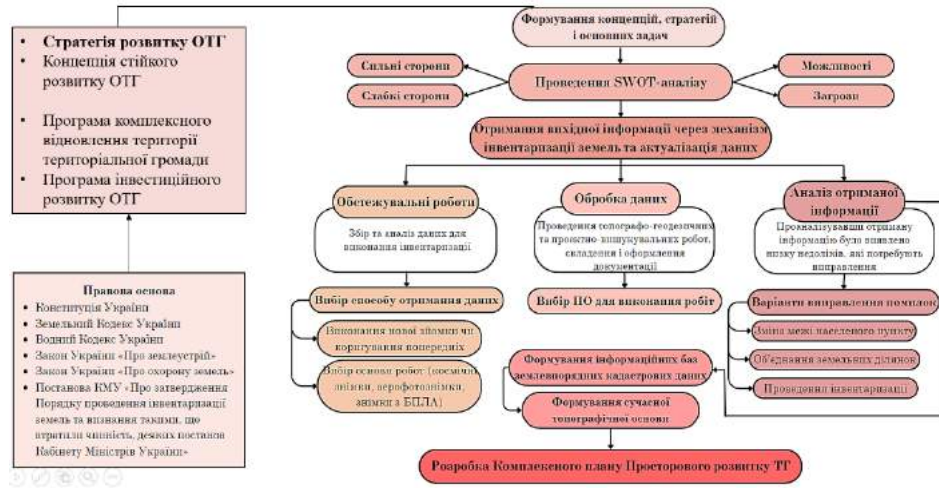 Стратегія розвитку ОТГ
Концепція стійкого
розвитку ОТГ
Програма комплексного
відновлення території
територіальної громади
Програма інвестиційного
розвитку ОТГ
Правова основа
Конституція України
Земельний Кодекс України
Водний Кодекс України
Закон України «Про землеустрій»
Закон України «Про охорону земель»
Постанова КМУ «Про затвердження
Порядку проведення інвентаризації
земель та визнання такими, що
втратили чинність, деяких постанов
Кабінету Міністрів України»
Формування концепцій, стратегій
і основних задач
Сильні сторони
Слабкі сторони
Проведення SWOT-аналізу
Можливості
Загрози
Отримання вихідної інформації через механізм
інвентаризації земель та актуалізація даних
Обстежувальні роботи
Збір та аналіз даних для
виконання інвентаризації
Вибір способу отримання даних
Виконання нової зйомки чи
коригування попередніх
Вибір основи робіт (космічні
знімки, аерофотознімки,
знімки з БПЛА)
Обробка даних
Проведення топографо-геодезичних
та проектно-вишукувальних робот,
складення і оформлення
документації
Вибір ПО для виконання робіт
Аналіз отриманої
інформації
Проаналізувавши отриману
інформацію було виявлено
низку недоліків, які потребують
виправлення
Варіанти виправлення помилок
Зміна межі населеного пункту
Об'єднання земельних ділянок
Проведення інвентаризації
Формування інформаційних баз
землевпорядних кадастрових даних
Формування сучасної
топографічної основи
Розробка Комплексного плану Просторового розвитку ТГ